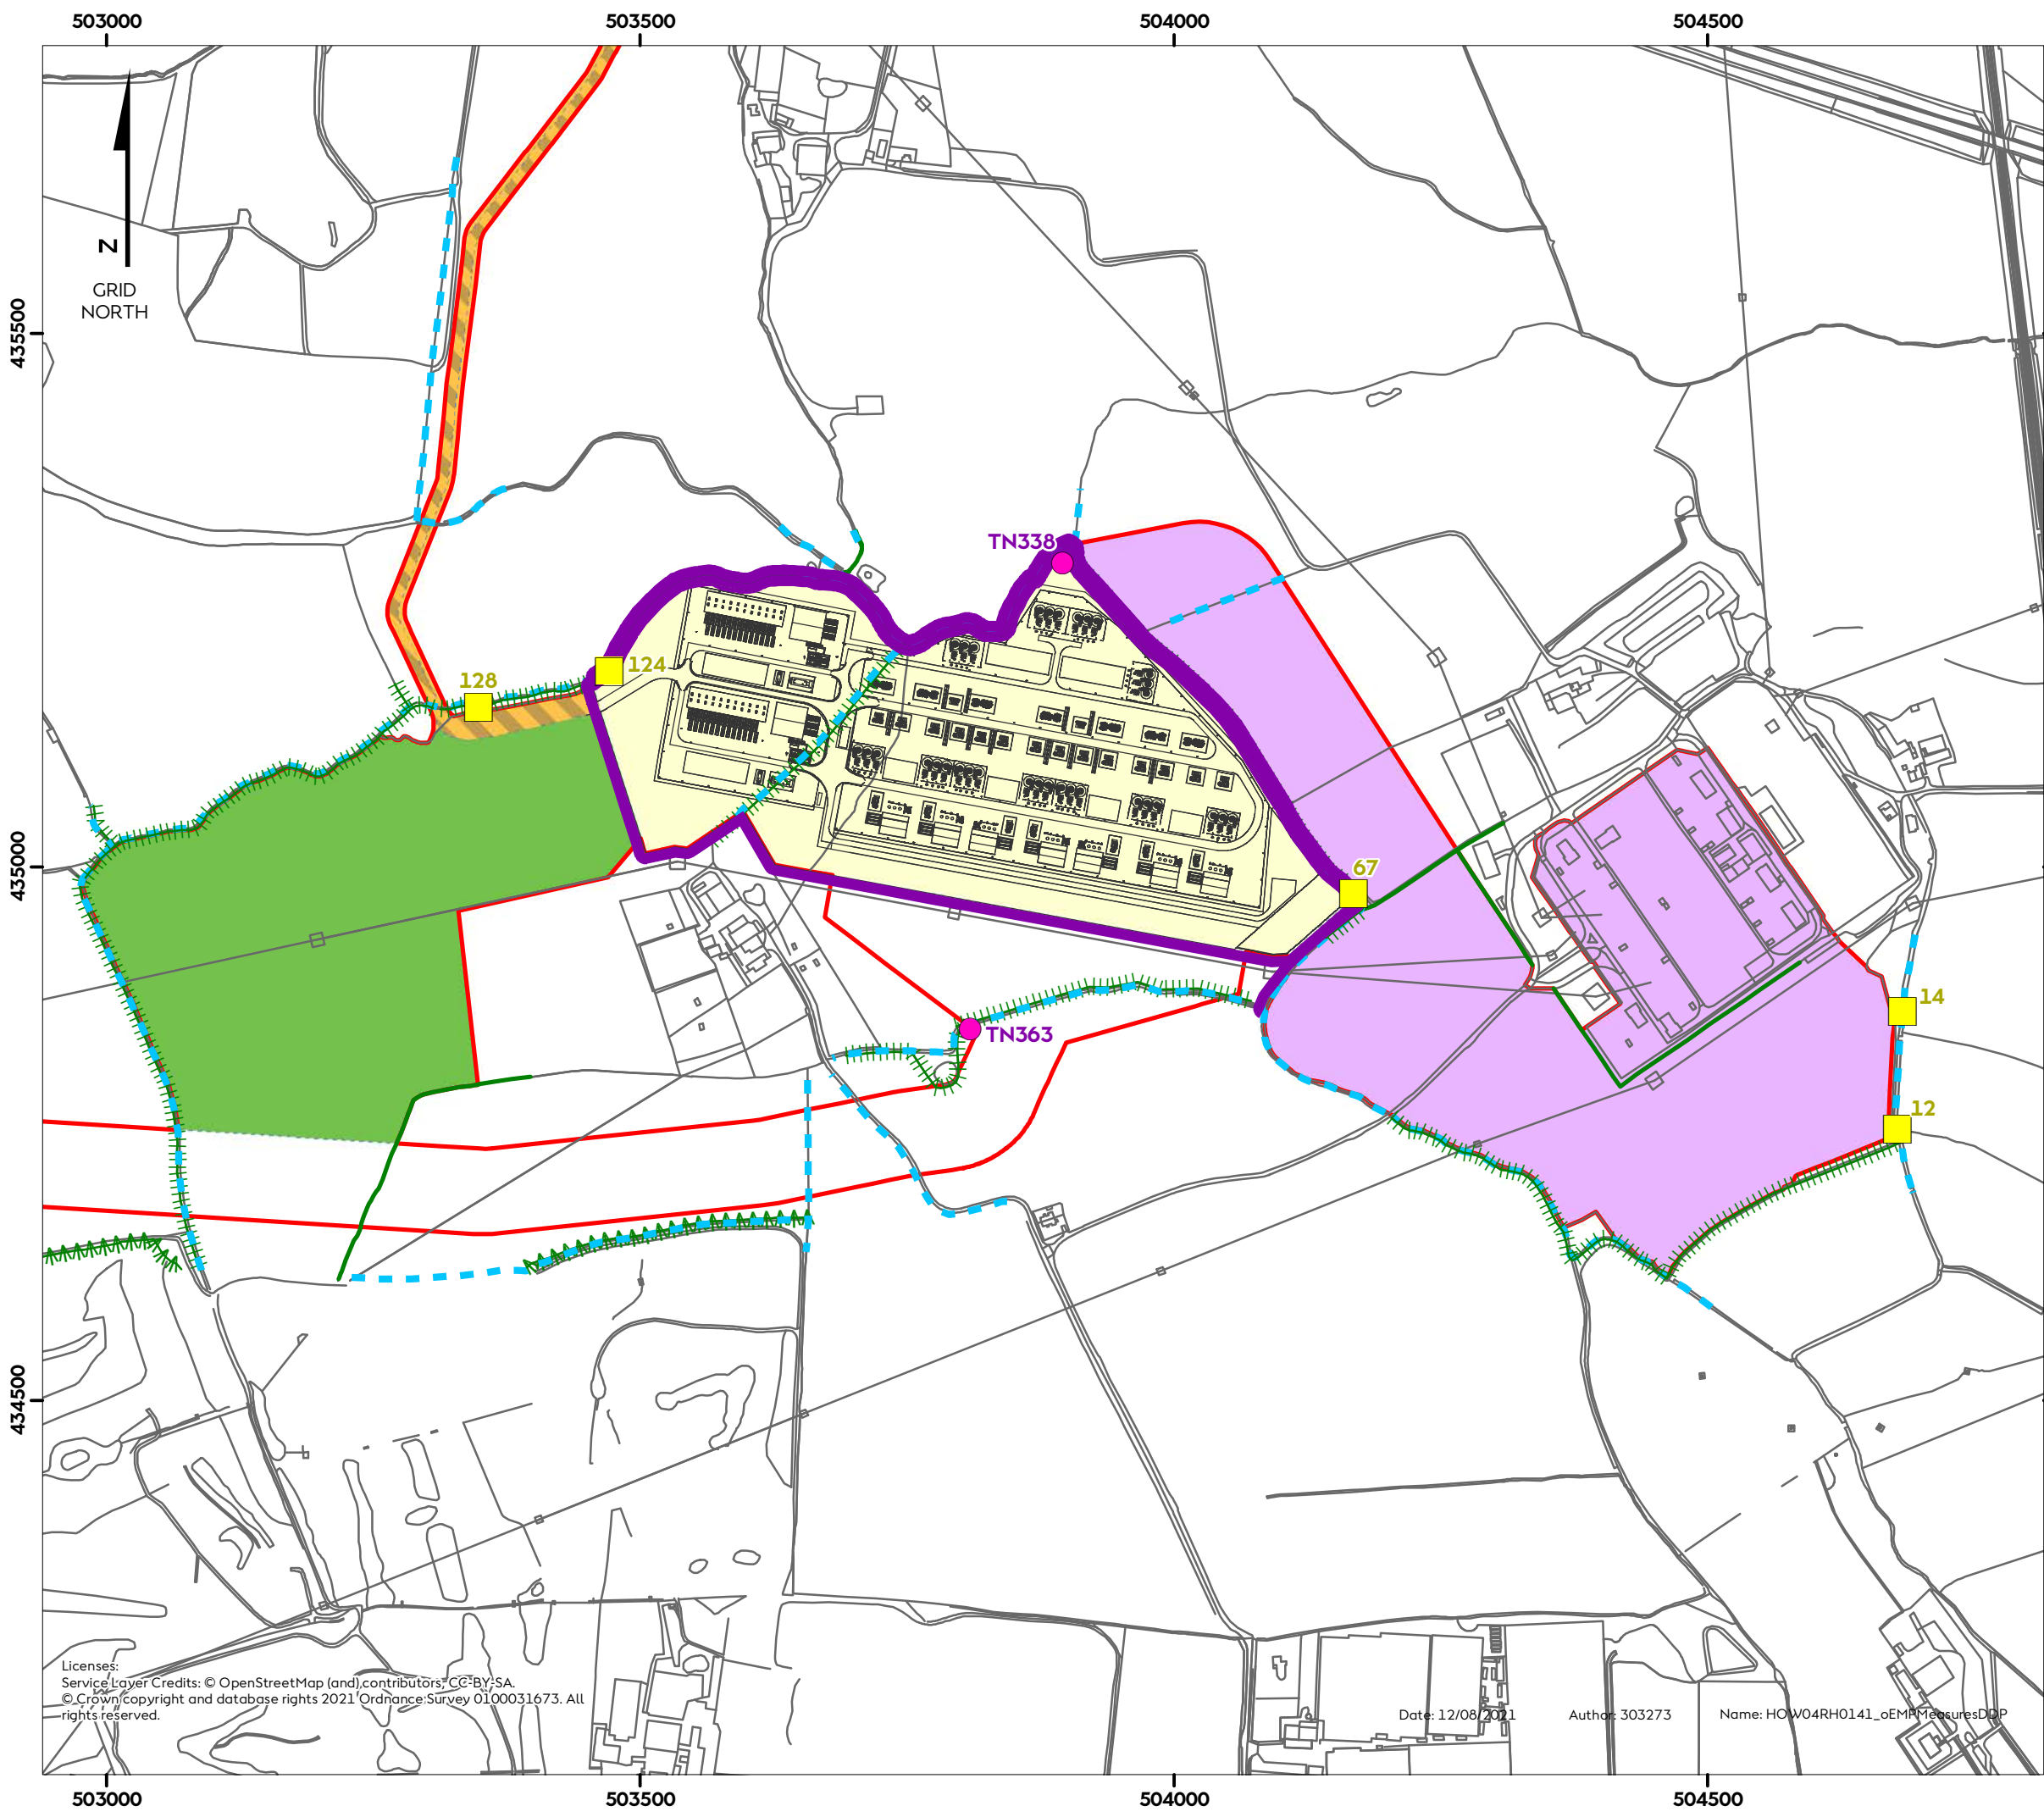 503000 503500 504000 504500
N
GRID
NORTH
435500
TN338
124
128
67
435000
14
TN363
12
434500
Licenses:
Service Layer Credits: © OpenStreetMap (and) contributors, CC-BY-SA.
© Crown copyright and database rights 2021 Ordnance Survey 0100031673. All
rights reserved.
Date: 12/08/2021 Author: 303273 Name: HOW04RH0141_oEMPMeasuresDDP
503000 503500 504000 504500